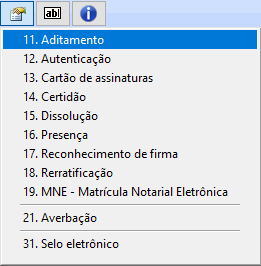 ab|
11. Aditamento
12. Autenticação
13. Cartão de assinaturas
14. Certidão
15. Dissolução
16. Presença
17. Reconhecimento de firma
18. Rerratificação
19. MNE - Matrícula Notarial Eletrônica
21. Averbação
31. Selo eletrônico